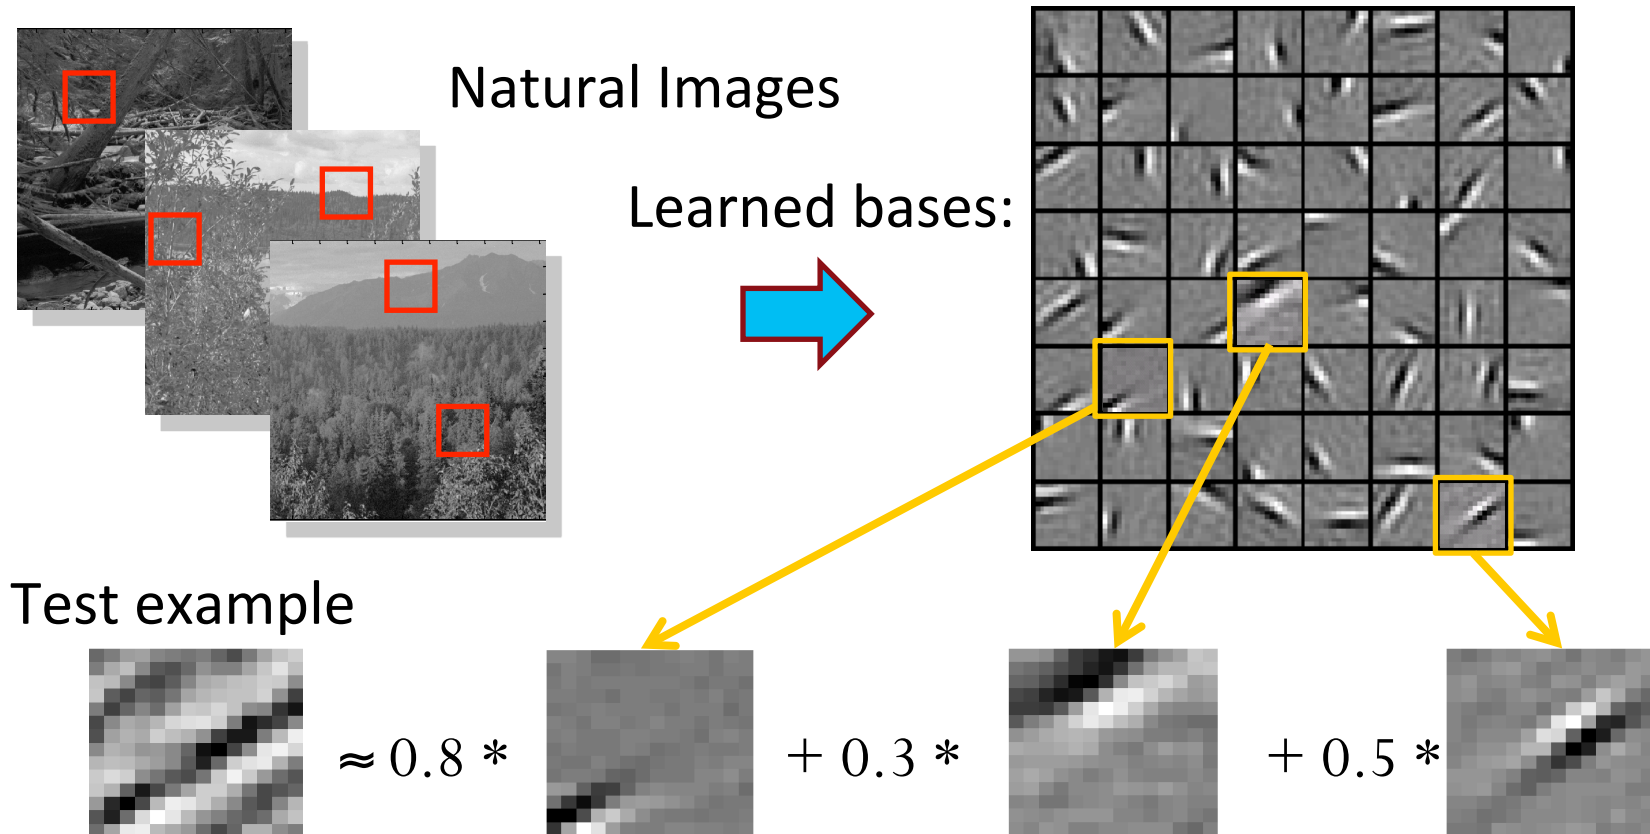 Natural Images
Learned bases:
Test example
≈ 0.8 * + 0.3 * + 0.5 *